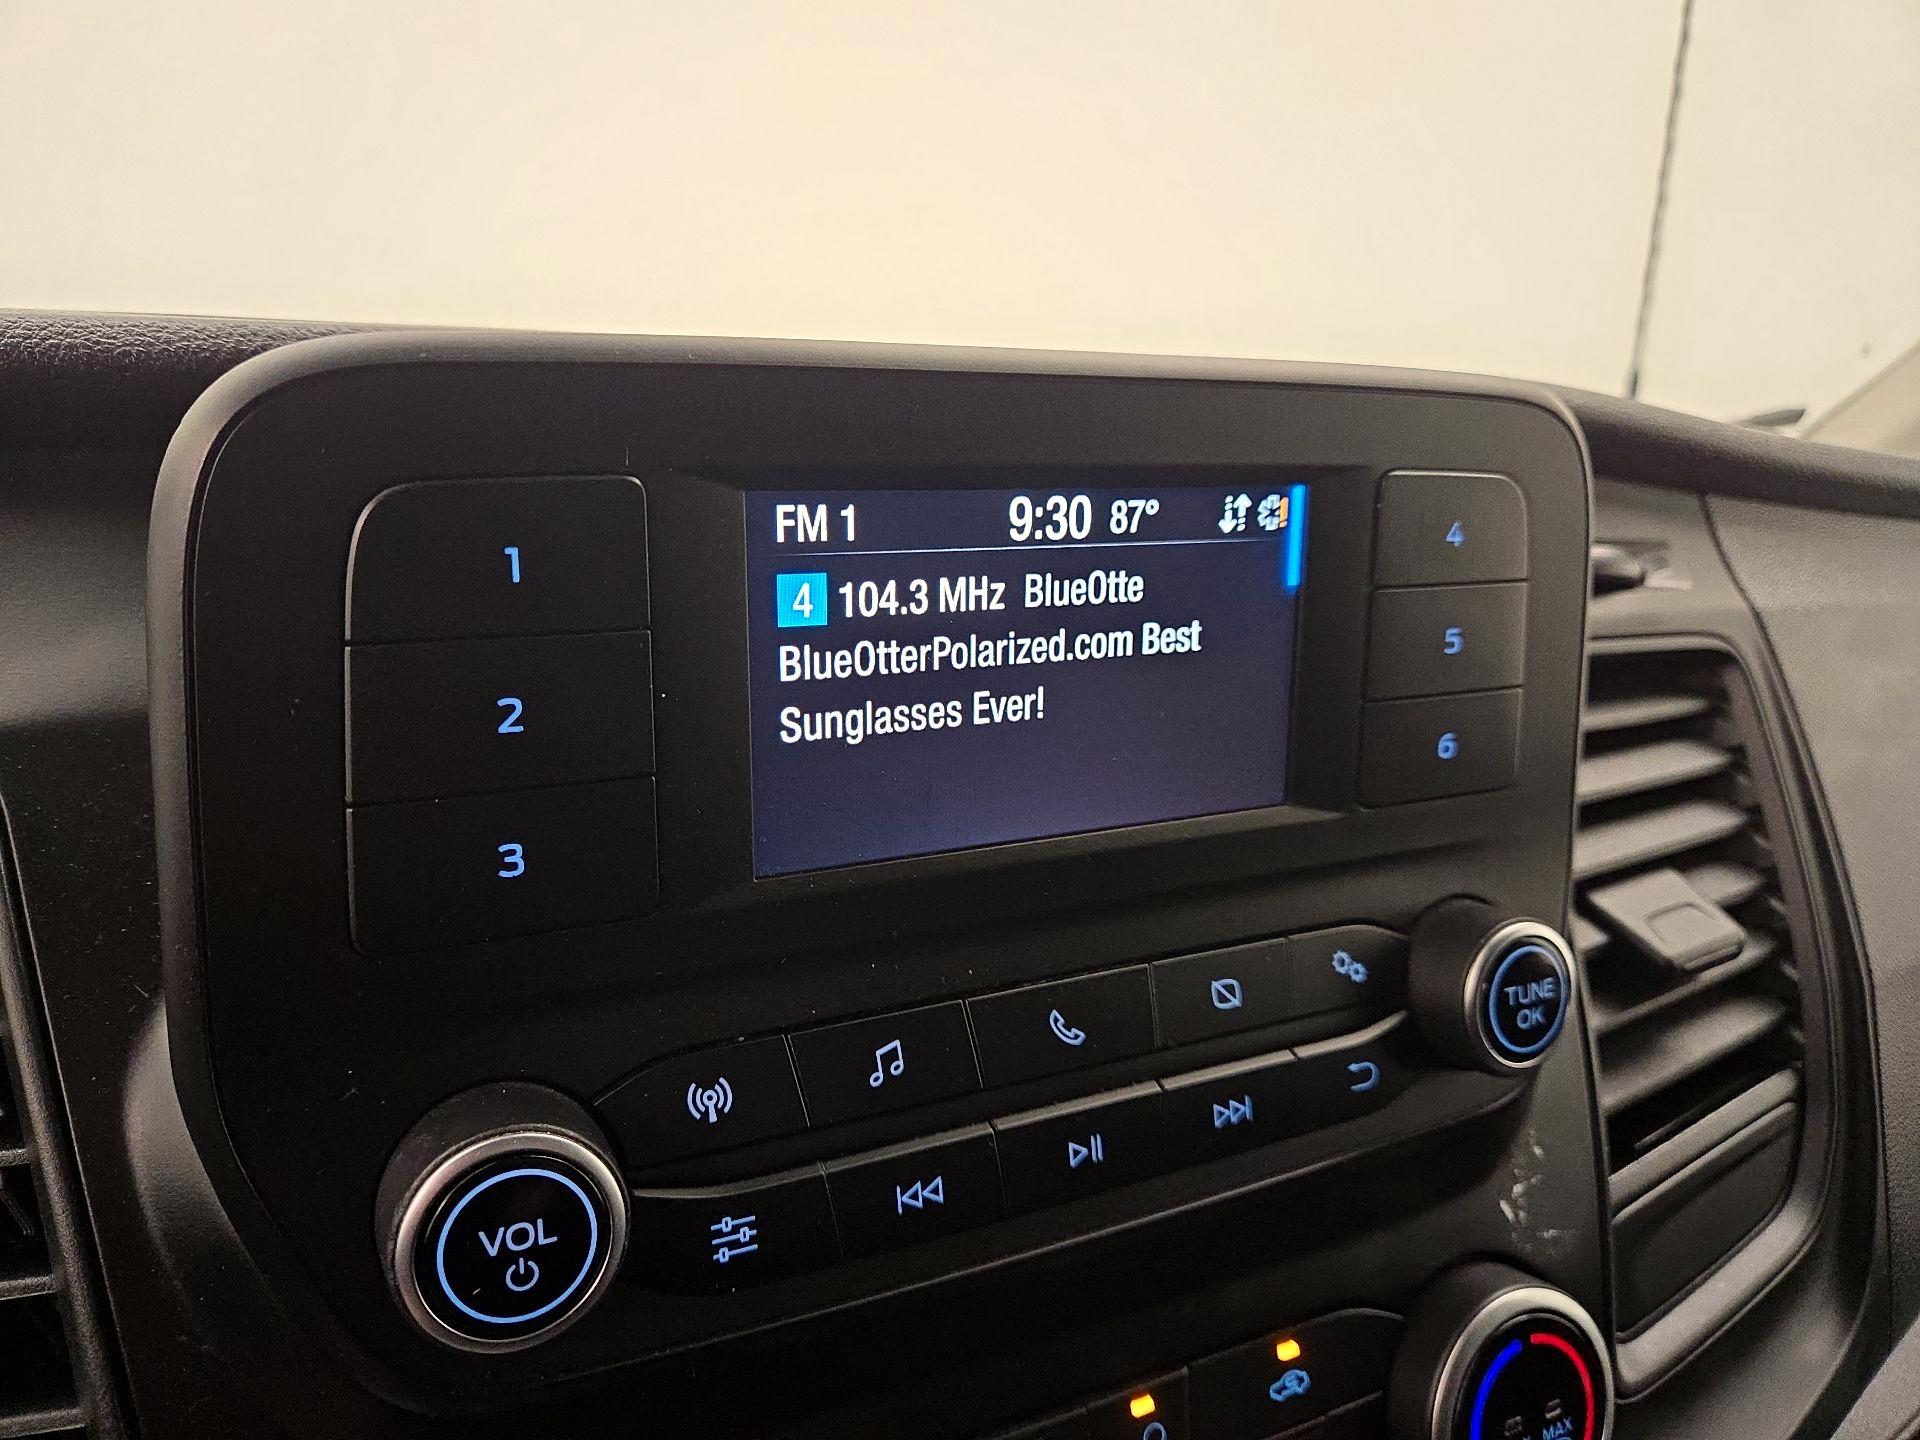 FM 1 9:30 87°
4 104.3 MHz BlueOtte
BlueOtterPolarized.com Best
Sunglasses Ever!
1
2
3
4
5
6
TUNE
OK
VOL
MAX